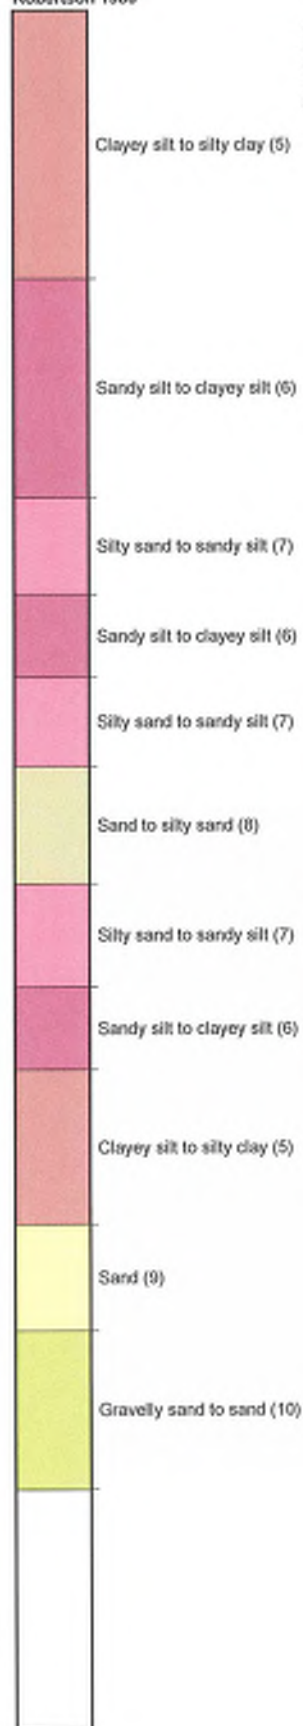 Clayey silt to silty clay (5)
Sandy silt to clayey silt (6)
Silty sand to sandy silt (7)
Sandy silt to clayey silt (6)
Silty sand to sandy silt (7)
Sand to silty sand (8)
Silty sand to sandy silt (7)
Sandy silt to clayey silt (6)
Clayey silt to silty clay (5)
Sand (9)
Gravelly sand to sand (10)